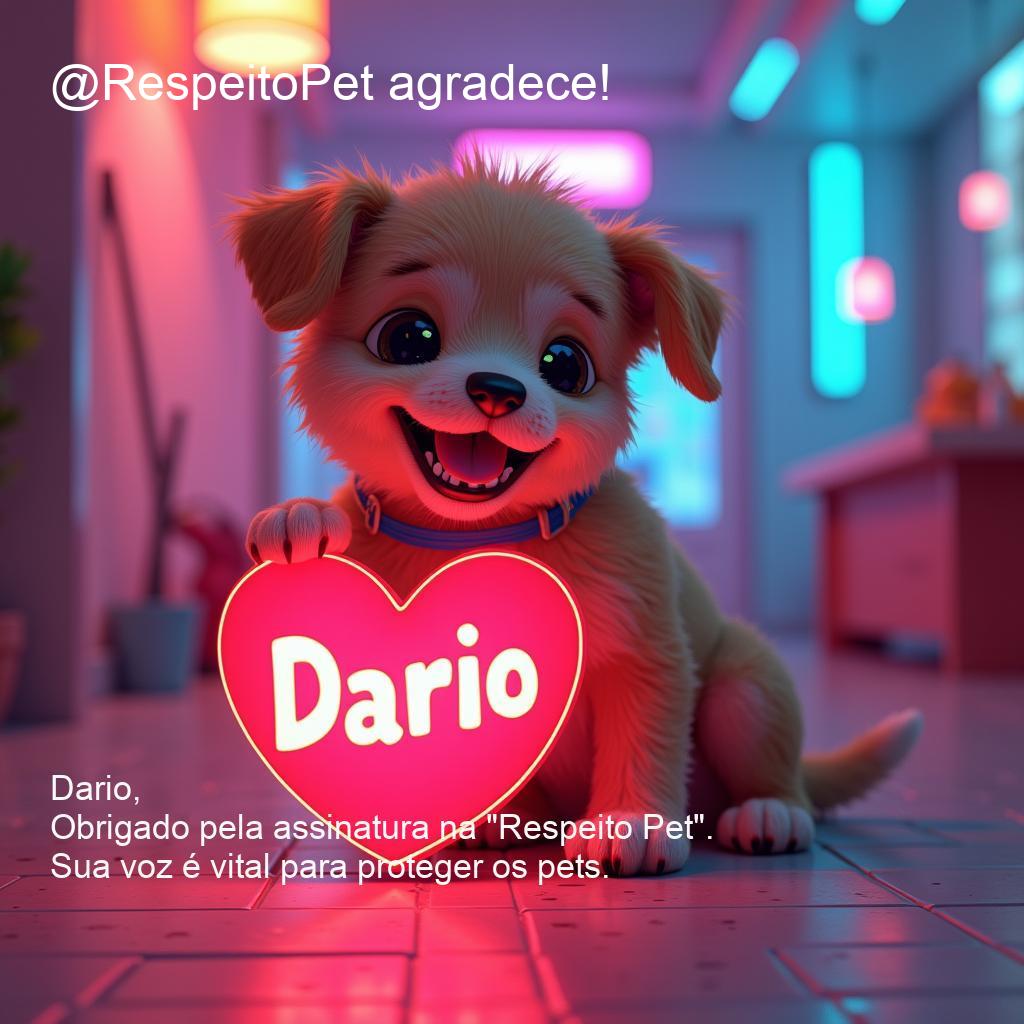 @RespeitoPet agradece!
Dario
Dario,
Obrigado pela assinatura na "Respeito Pet".
Sua voz é vital para proteger os pets.